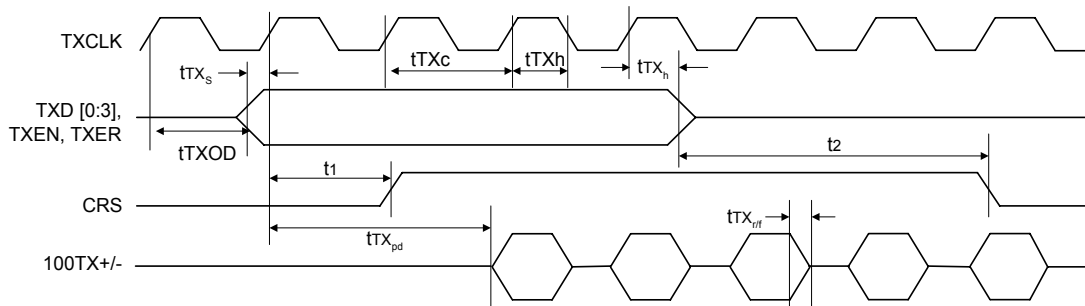 TXCLK
tTXc
tTXh
tTXh
tTXS
TXD [0:3],
TXEN, TXER
tTXOD
t1
t2
CRS
tTXr/f
tTXpd
100TX+/-